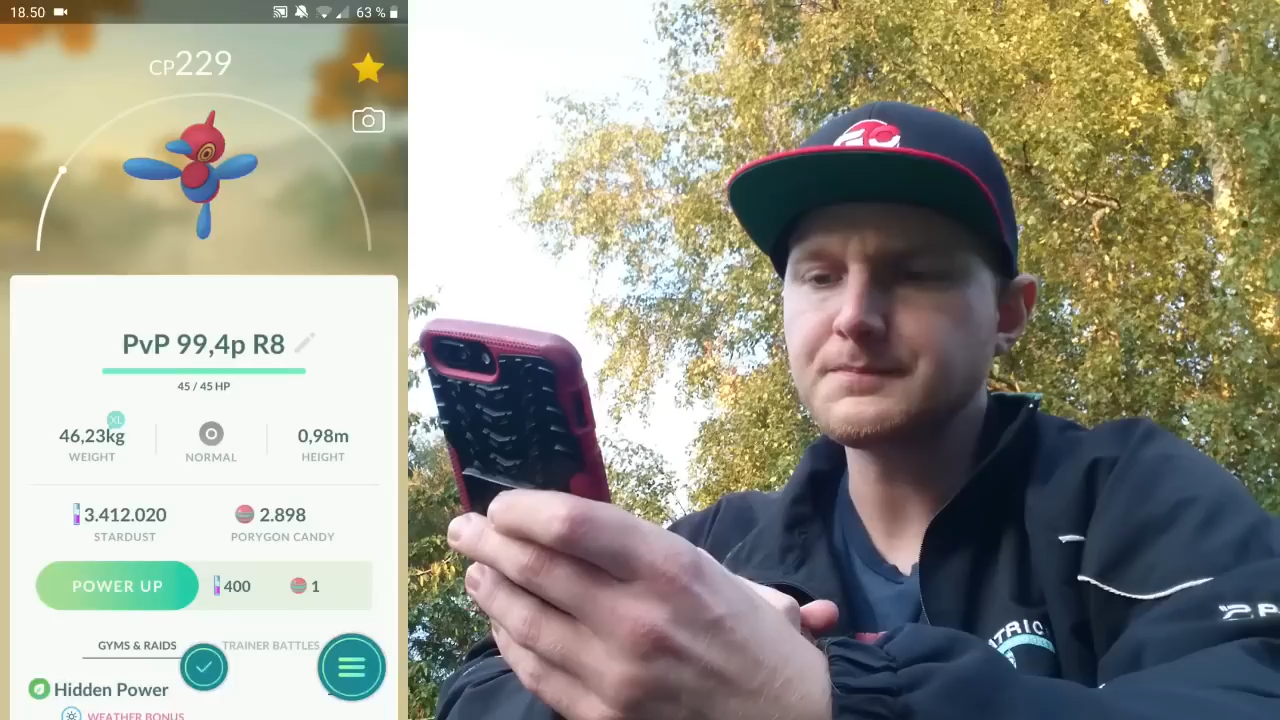 18.50
63 %
CP229
PvP 99,4p R8
45 / 45 HP
XL
46,23kg
WEIGHT
NORMAL
0,98m
HEIGHT
3.412.020
STARDUST
2.898
PORYGON CANDY
POWER UP
400
1
GYMS & RAIDS
TRAINER BATTLES
Hidden Power
WEATHER BONUS
TRIC